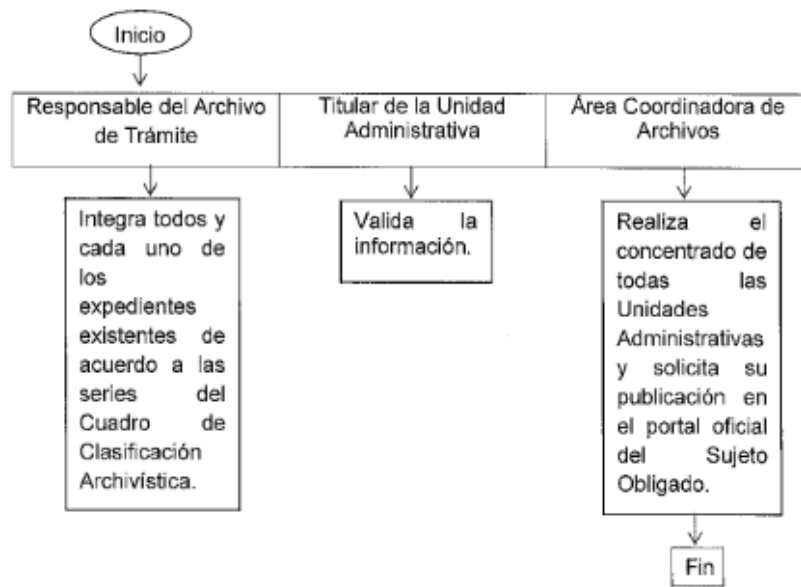 Inicio
Responsable del Archivo
de Trámite
Titular de la Unidad
Administrativa
Área Coordinadora de
Archivos
Integra todos y
cada uno de
los
expedientes
existentes de
acuerdo a las
series del
Cuadro de
Clasificación
Archivística.
Valida la
información.
Realiza el
concentrado de
todas las
Unidades
Administrativas
y solicita su
publicación en
el portal oficial
del Sujeto
Obligado.
Fin